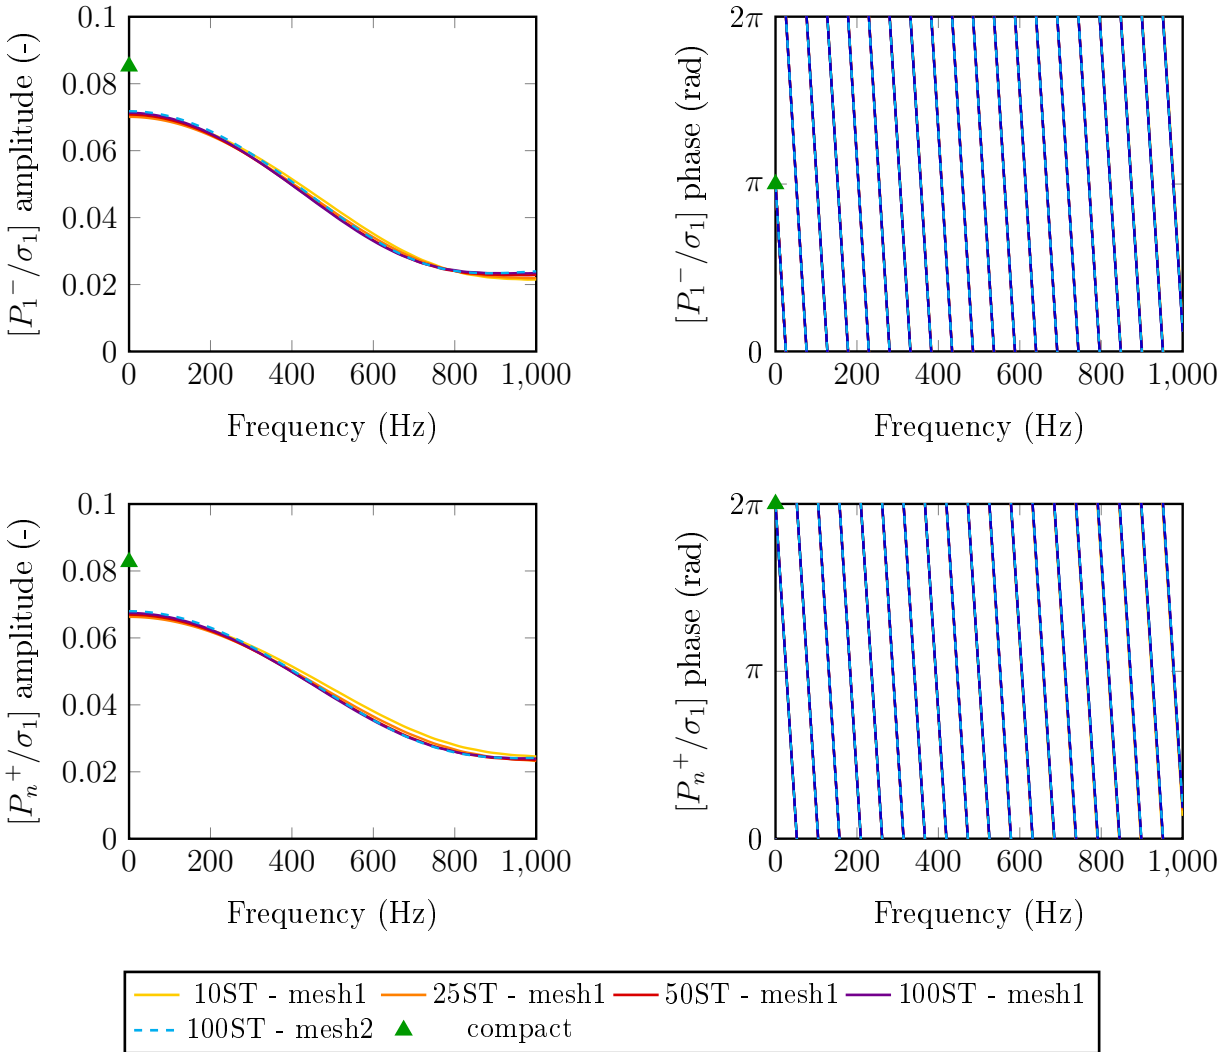 0.1
0.08
0.06
0.04
0.02
0
0 200 400 600 800 1,000
Frequency (Hz)
[P₁⁻/σ₁] amplitude (-)
2π
π
0
0 200 400 600 800 1,000
Frequency (Hz)
[P₁⁻/σ₁] phase (rad)
0.1
0.08
0.06
0.04
0.02
0
0 200 400 600 800 1,000
Frequency (Hz)
[Pₙ⁺/σ₁] amplitude (-)
2π
π
0
0 200 400 600 800 1,000
Frequency (Hz)
[Pₙ⁺/σ₁] phase (rad)
10ST - mesh1 25ST - mesh1 50ST - mesh1 100ST - mesh1
100ST - mesh2 compact